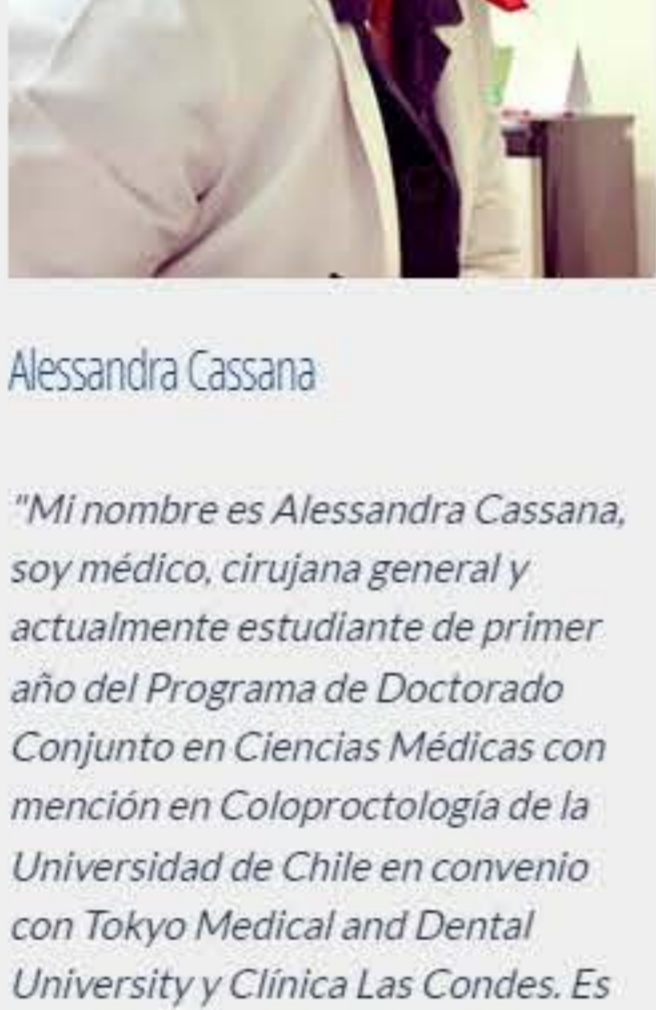 Alessandra Cassana
"Mi nombre es Alessandra Cassana,
soy médico, cirujana general y
actualmente estudiante de primer
año del Programa de Doctorado
Conjunto en Ciencias Médicas con
mención en Coloproctología de la
Universidad de Chile en convenio
con Tokyo Medical and Dental
University y Clínica Las Condes. Es